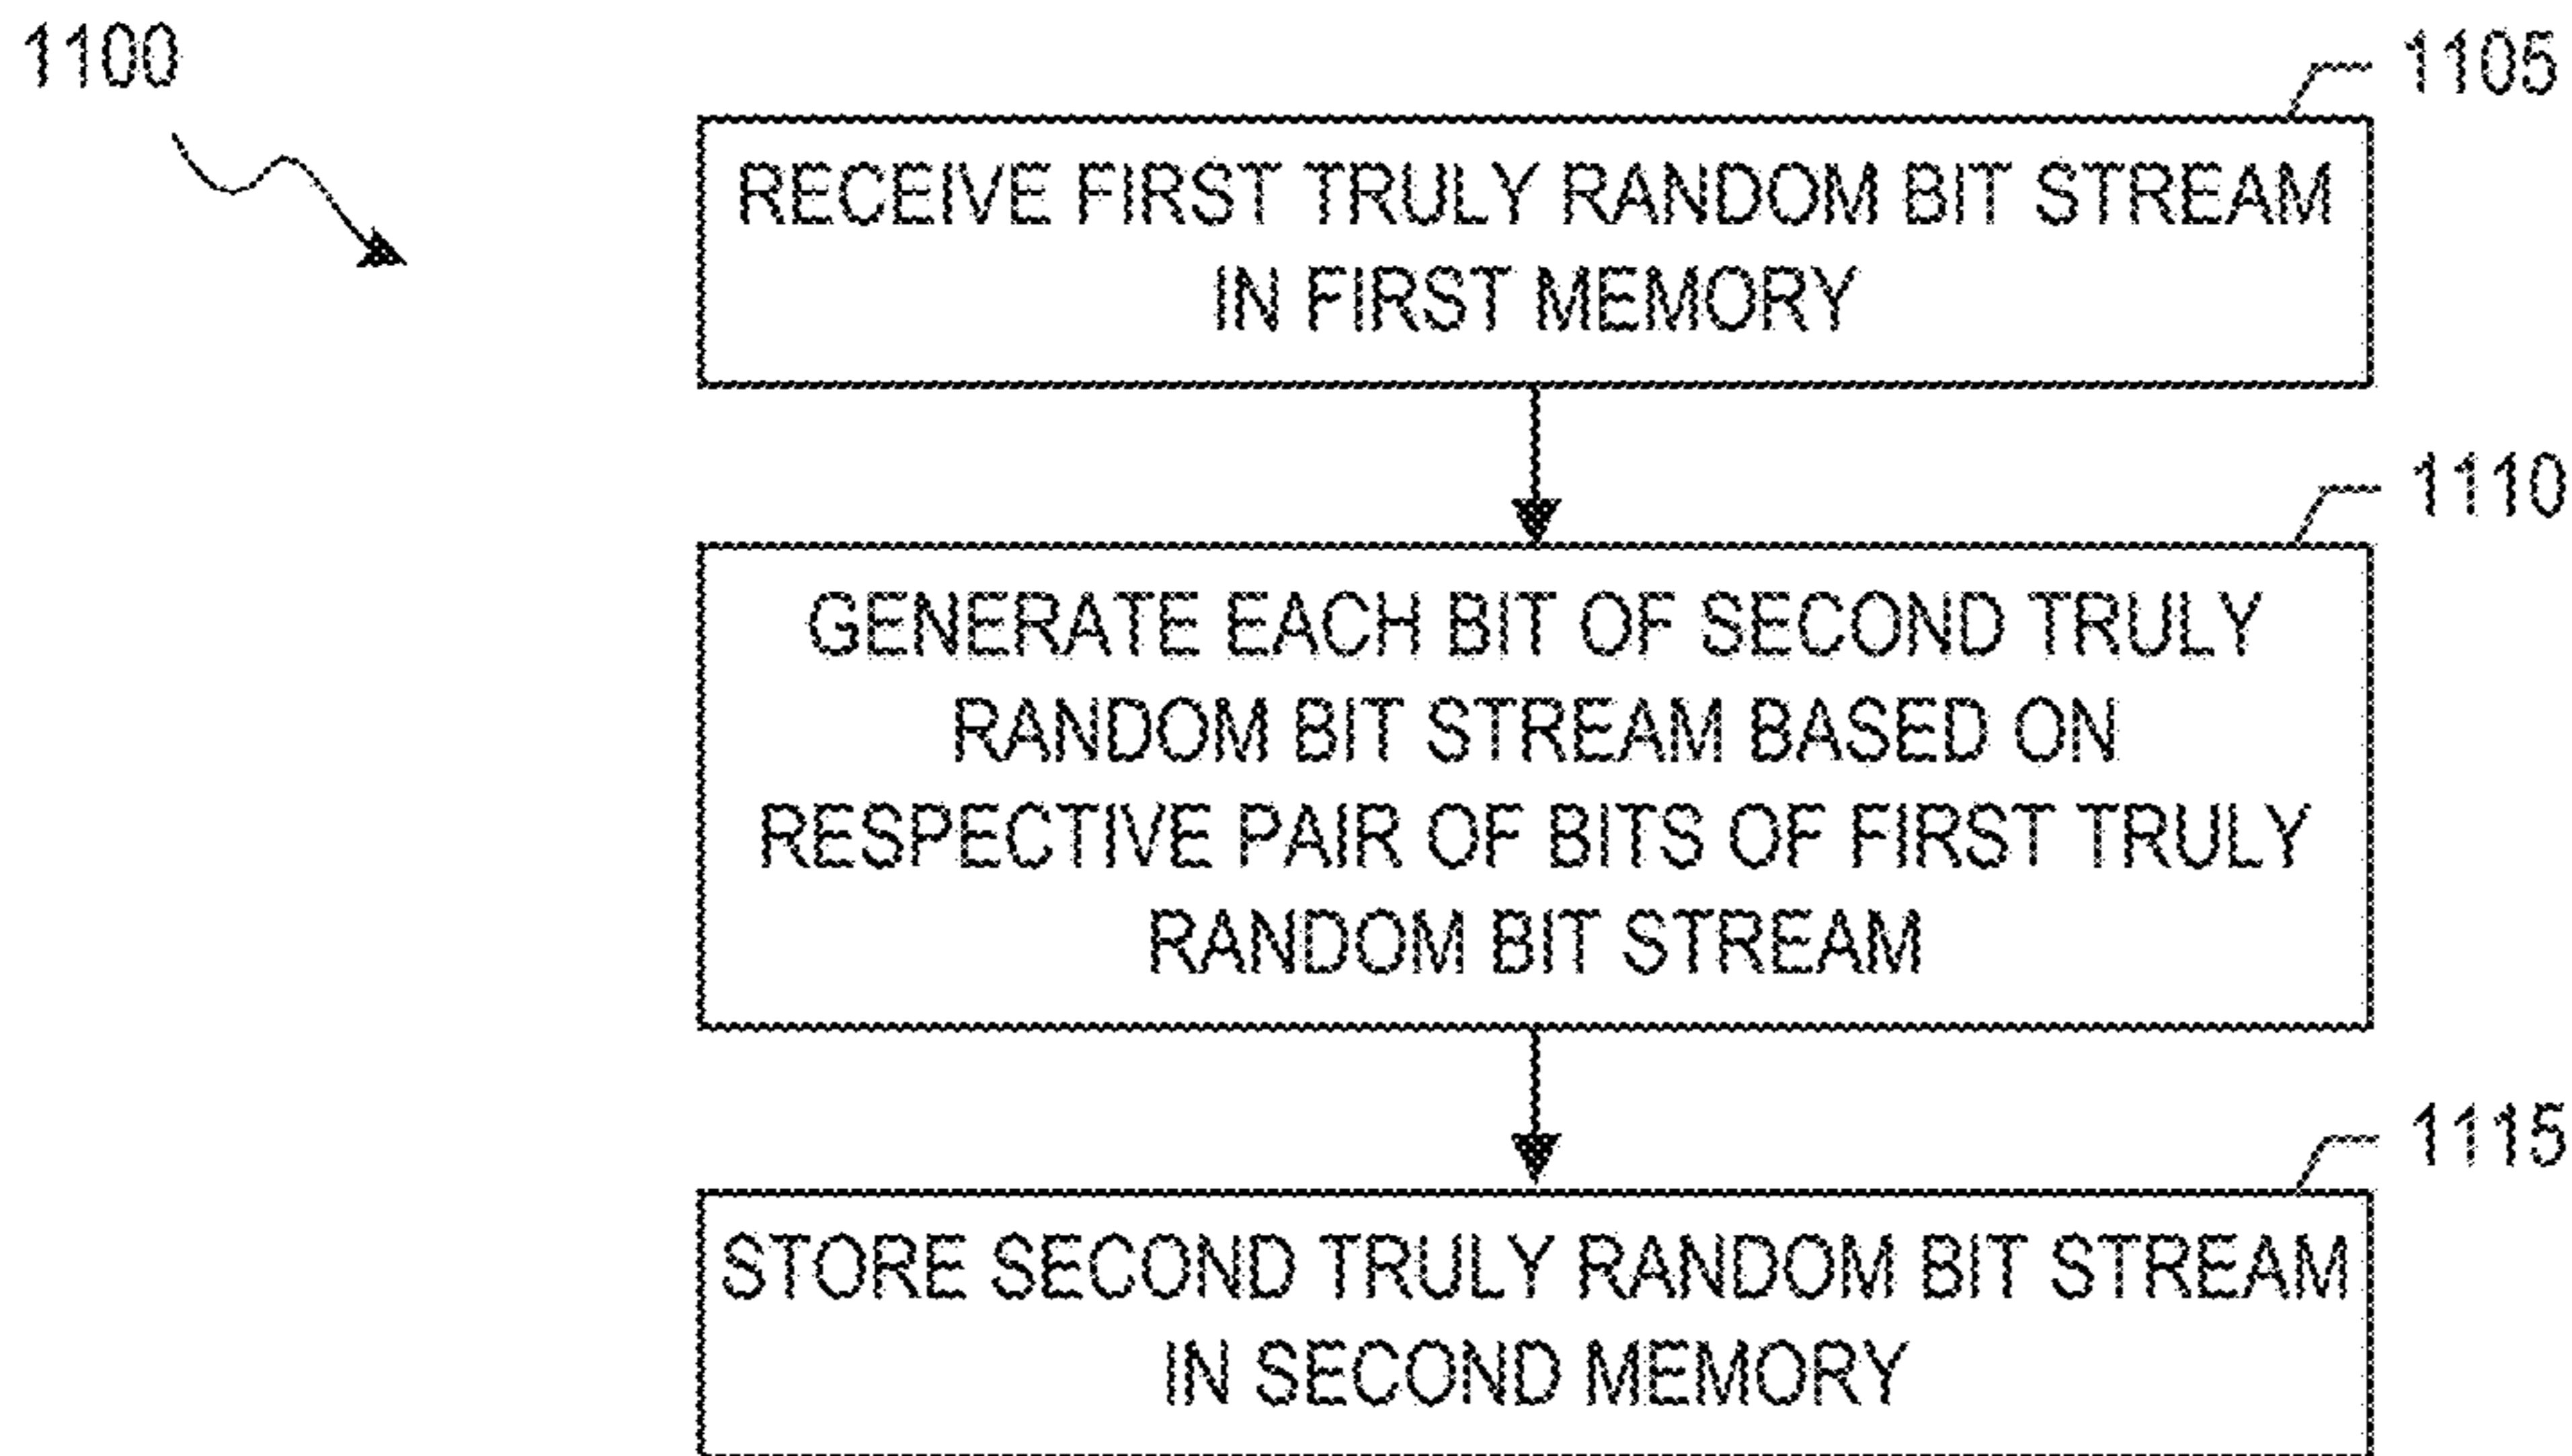 1100
1105
RECEIVE FIRST TRULY RANDOM BIT STREAM
IN FIRST MEMORY
1110
GENERATE EACH BIT OF SECOND TRULY
RANDOM BIT STREAM BASED ON
RESPECTIVE PAIR OF BITS OF FIRST TRULY
RANDOM BIT STREAM
1115
STORE SECOND TRULY RANDOM BIT STREAM
IN SECOND MEMORY